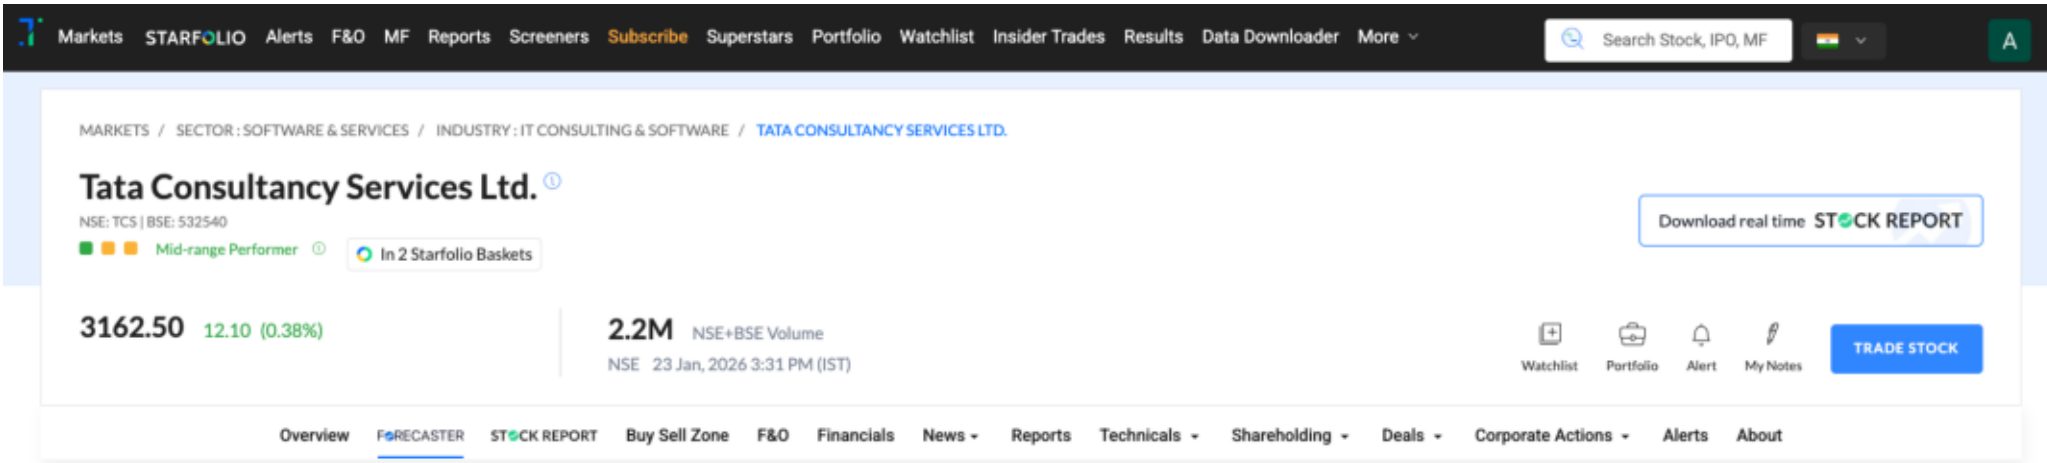 Markets STARFOLIO Alerts F&O MF Reports Screeners Subscribe Superstars Portfolio Watchlist Insider Trades Results Data Downloader More Search Stock, IPO, MF A
MARKETS / SECTOR : SOFTWARE & SERVICES / INDUSTRY : IT CONSULTING & SOFTWARE / TATA CONSULTANCY SERVICES LTD.
Tata Consultancy Services Ltd.
NSE: TCS | BSE: 532540
Mid-range Performer In 2 Starfolio Baskets
Download real time STOCK REPORT
3162.50 12.10 (0.38%)
2.2M NSE+BSE Volume
NSE 23 Jan, 2026 3:31 PM (IST)
Watchlist Portfolio Alert My Notes
TRADE STOCK
Overview FORECASTER STOCK REPORT Buy Sell Zone F&O Financials News Reports Technicals Shareholding Deals Corporate Actions Alerts About